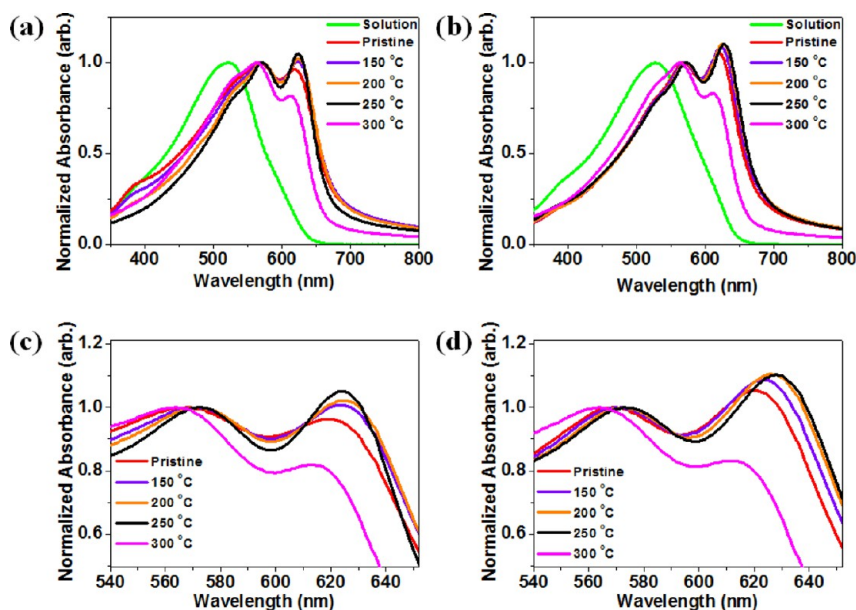 (a)
Normalized Absorbance (arb.)
1.0
0.5
0.0
400 500 600 700 800
Wavelength (nm)
Solution
Pristine
150 °C
200 °C
250 °C
300 °C
(b)
Normalized Absorbance (arb.)
1.0
0.5
0.0
400 500 600 700 800
Wavelength (nm)
Solution
Pristine
150 °C
200 °C
250 °C
300 °C
(c)
Normalized Absorbance (arb.)
1.2
1.0
0.8
0.6
540 560 580 600 620 640
Wavelength (nm)
Pristine
150 °C
200 °C
250 °C
300 °C
(d)
Normalized Absorbance (arb.)
1.2
1.0
0.8
0.6
540 560 580 600 620 640
Wavelength (nm)
Pristine
150 °C
200 °C
250 °C
300 °C